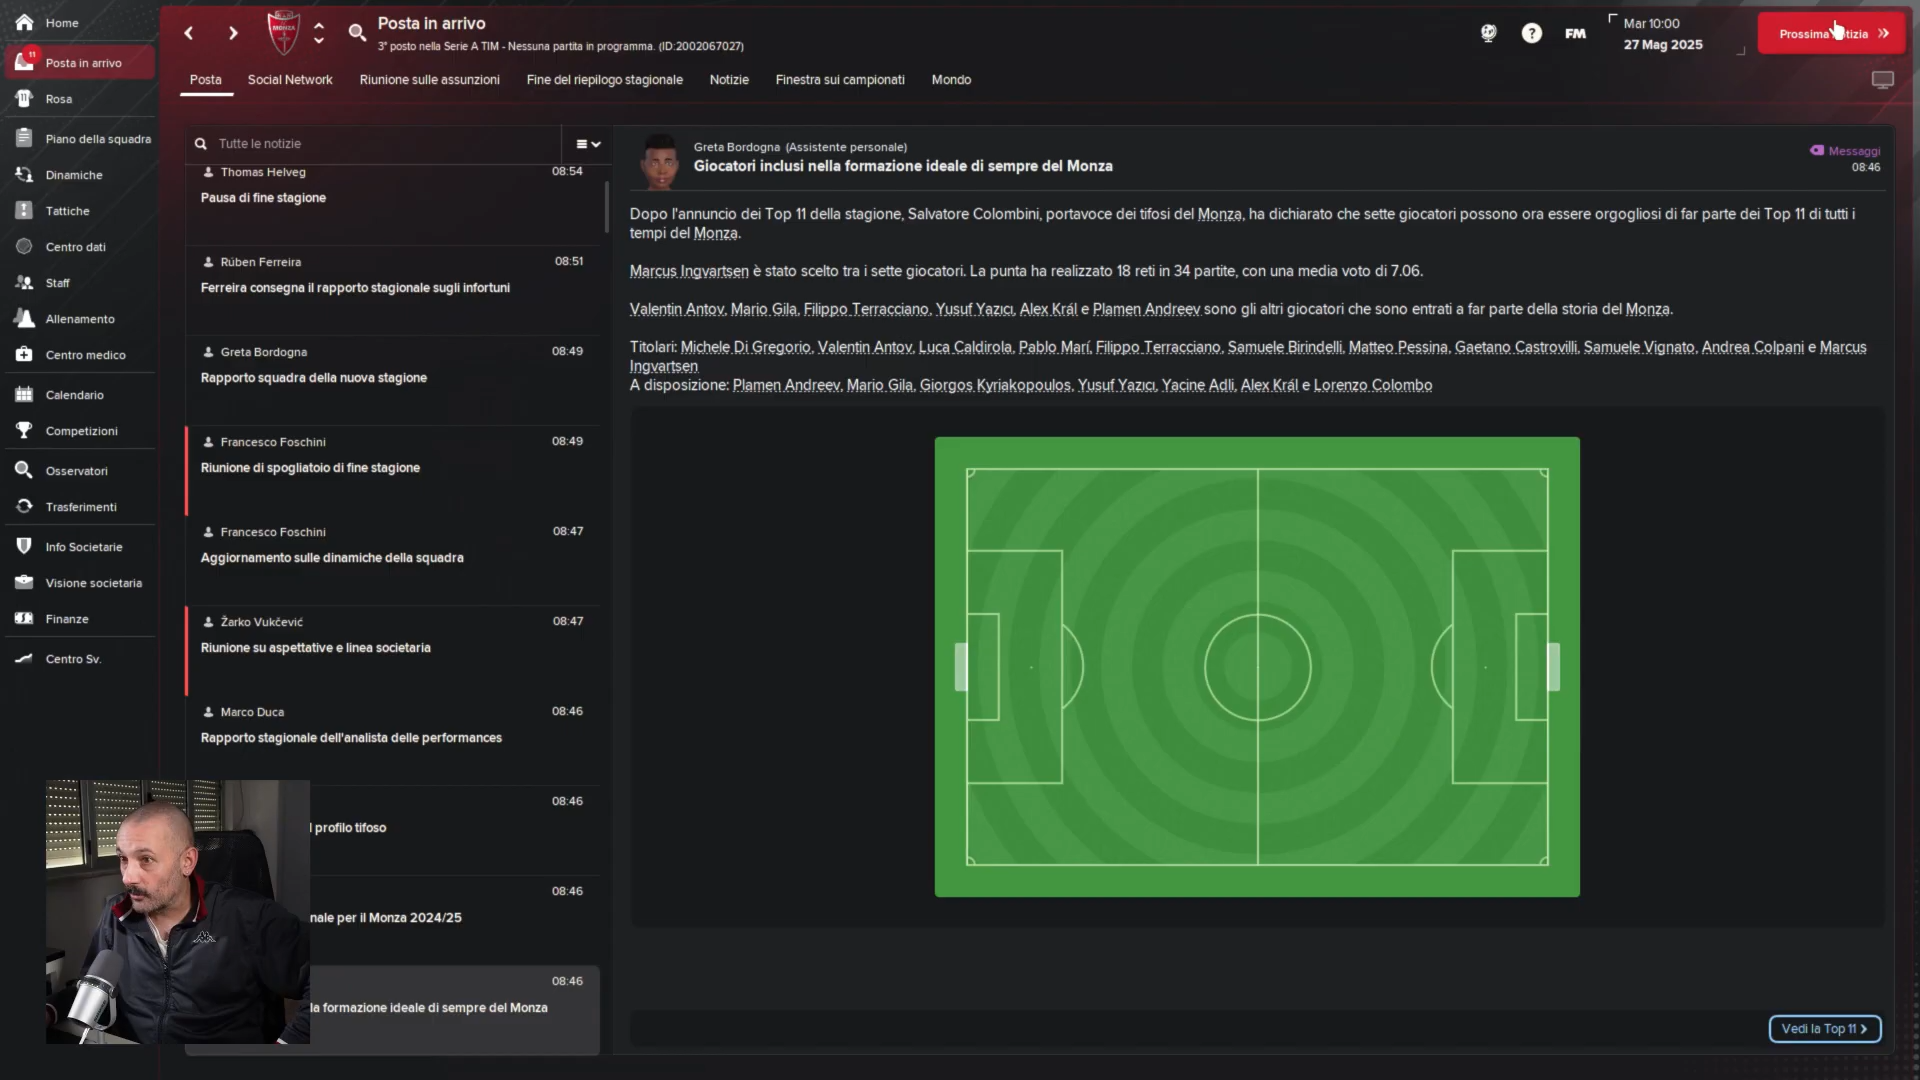 Home
11
Posta in arrivo
Rosa
Piano della squadra
Dinamiche
Tattiche
Centro dati
Staff
Allenamento
Centro medico
Calendario
Competizioni
Osservatori
Trasferimenti
Info Societarie
Visione societaria
Finanze
Centro Sv.
MONZA
Posta in arrivo
3° posto nella Serie A TIM - Nessuna partita in programma. (ID:2002067027)
FM
Mar 10:00
27 Mag 2025
Posta
Social Network
Riunione sulle assunzioni
Fine del riepilogo stagionale
Notizie
Finestra sui campionati
Mondo
Tutte le notizie
Thomas Helveg 08:54
Pausa di fine stagione
Rúben Ferreira 08:51
Ferreira consegna il rapporto stagionale sugli infortuni
Greta Bordogna 08:49
Rapporto squadra della nuova stagione
Francesco Foschini 08:49
Riunione di spogliatoio di fine stagione
Francesco Foschini 08:47
Aggiornamento sulle dinamiche della squadra
Žarko Vukčević 08:47
Riunione su aspettative e linea societaria
Marco Duca 08:46
Rapporto stagionale dell'analista delle performances
08:46
l profilo tifoso
08:46
nale per il Monza 2024/25
08:46
la formazione ideale di sempre del Monza
Greta Bordogna (Assistente personale)
Giocatori inclusi nella formazione ideale di sempre del Monza
Messaggi
08:46
Dopo l'annuncio dei Top 11 della stagione, Salvatore Colombini, portavoce dei tifosi del Monza, ha dichiarato che sette giocatori possono ora essere orgogliosi di far parte dei Top 11 di tutti i
tempi del Monza.
Marcus Ingvartsen è stato scelto tra i sette giocatori. La punta ha realizzato 18 reti in 34 partite, con una media voto di 7.06.
Valentin Antov, Mario Gila, Filippo Terracciano, Yusuf Yazıcı, Alex Král e Plamen Andreev sono gli altri giocatori che sono entrati a far parte della storia del Monza.
Titolari: Michele Di Gregorio, Valentin Antov, Luca Caldirola, Pablo Marí, Filippo Terracciano, Samuele Birindelli, Matteo Pessina, Gaetano Castrovilli, Samuele Vignato, Andrea Colpani e Marcus
Ingvartsen
A disposizione: Plamen Andreev, Mario Gila, Giorgos Kyriakopoulos, Yusuf Yazıcı, Yacine Adli, Alex Král e Lorenzo Colombo
Vedi la Top 11